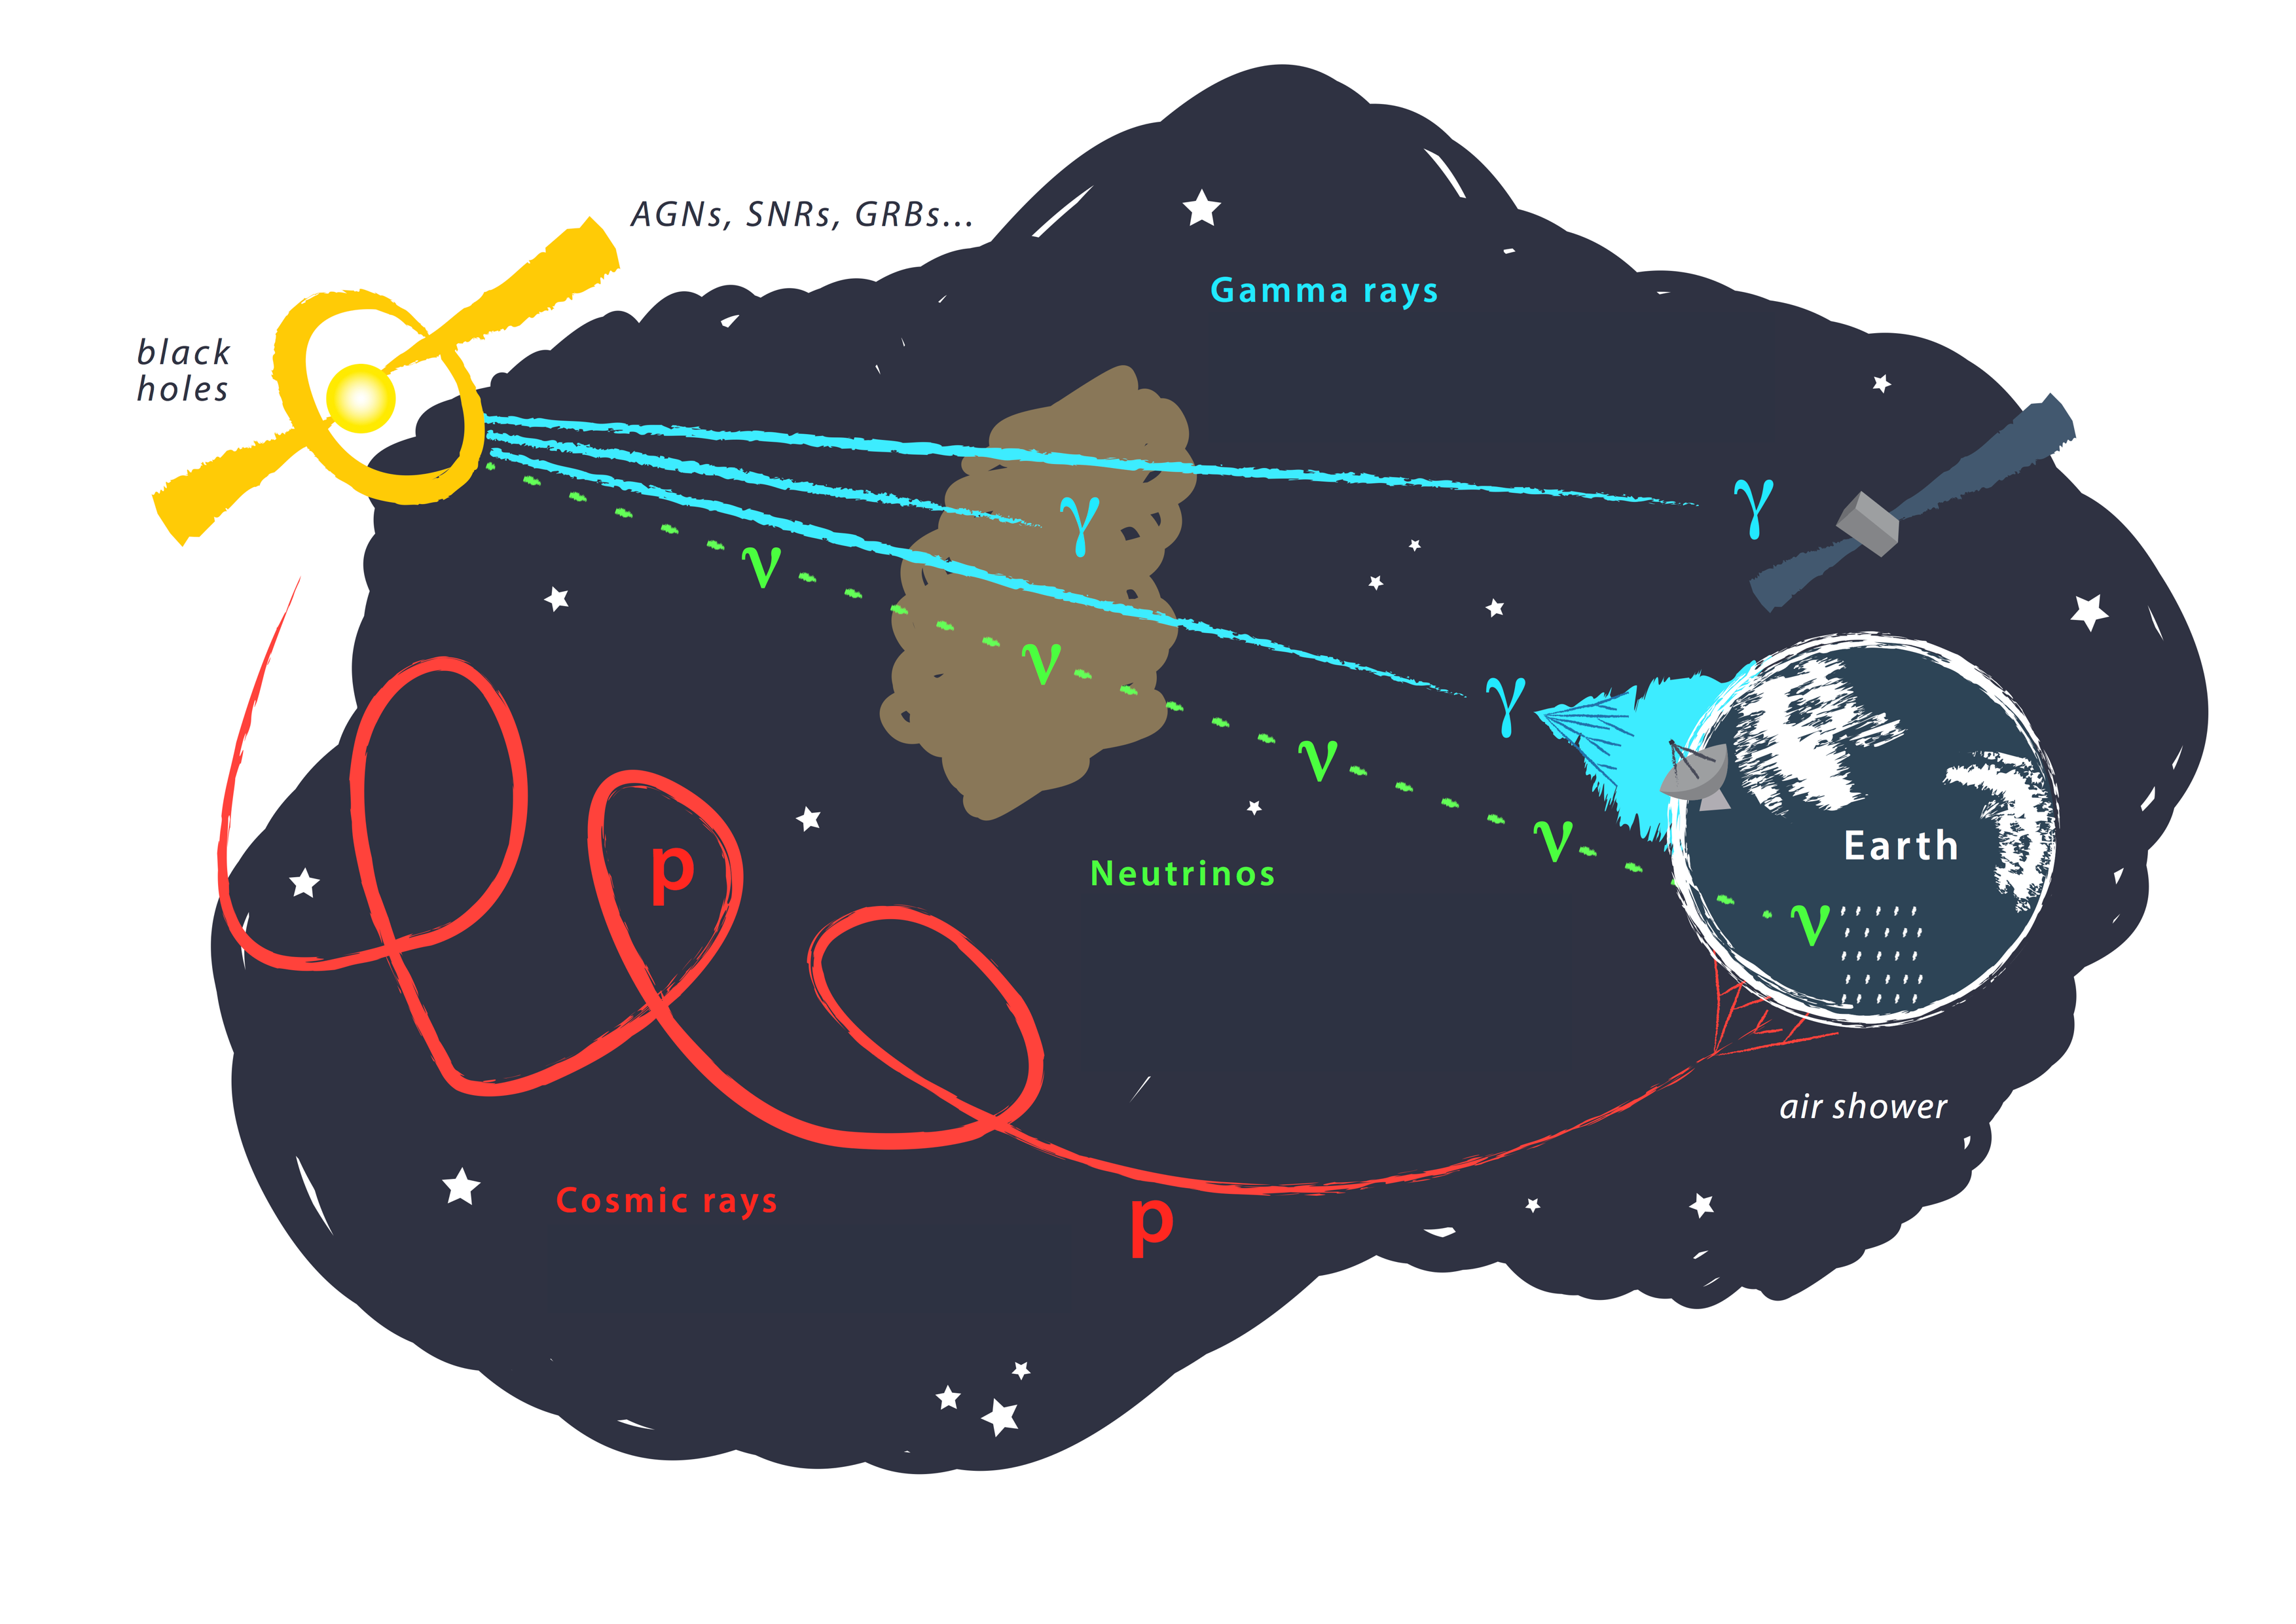 AGNs, SNRs, GRBs...
Gamma rays
black
holes
γ
γ
ν
ν
γ
ν
ν
Earth
p
Neutrinos
ν
air shower
Cosmic rays
p